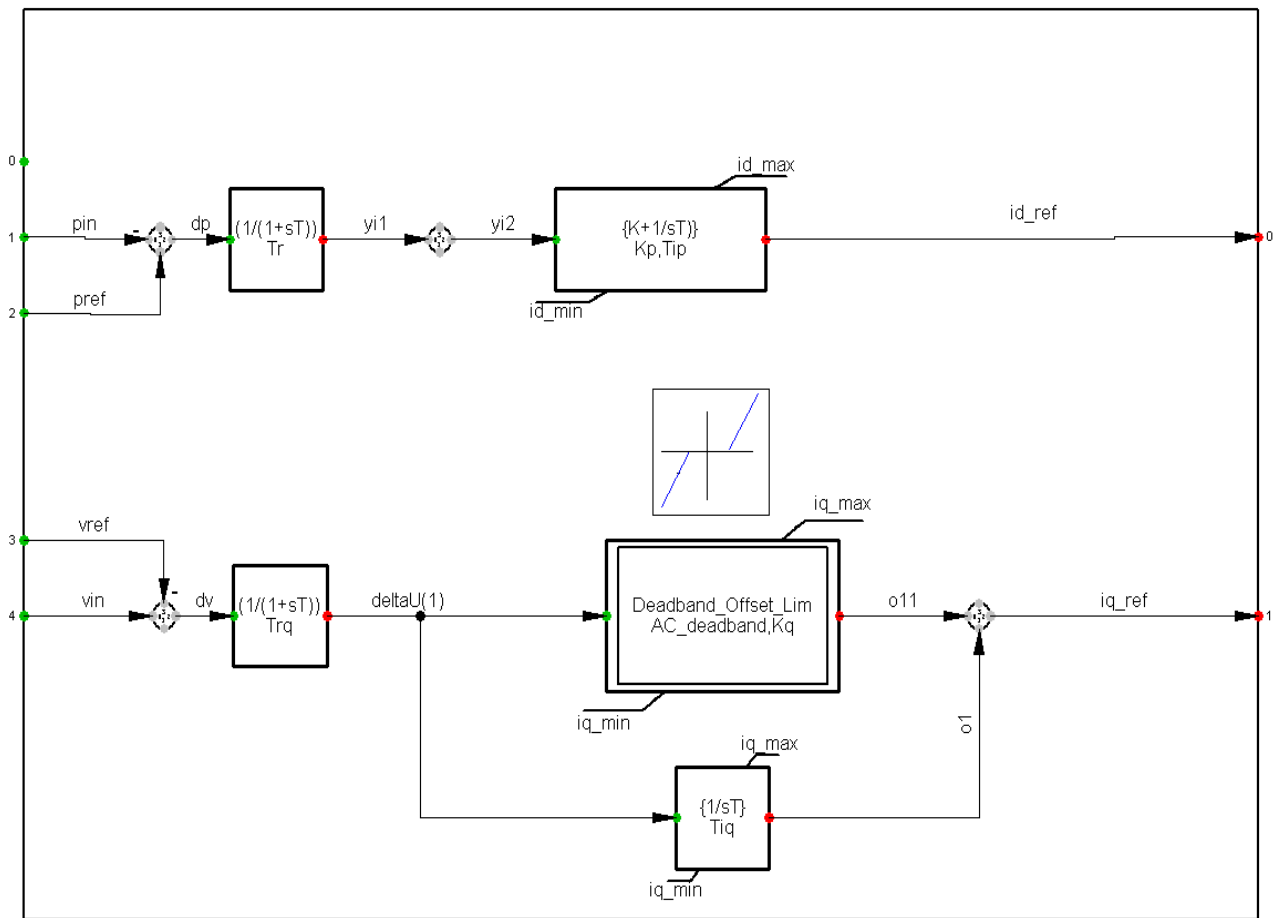 id_max
0
pin
-
dp
(1/(1+sT))
Tr
yi1
yi2
{K+1/sT)}
Kp,Tip
id_ref
1
0
pref
2
id_min
iq_max
vref
3
-
vin
4
dv
(1/(1+sT))
Trq
deltaU(1)
Deadband_Offset_Lim
AC_deadband,Kq
o11
iq_ref
1
iq_min
o1
iq_max
{1/sT}
Tiq
iq_min